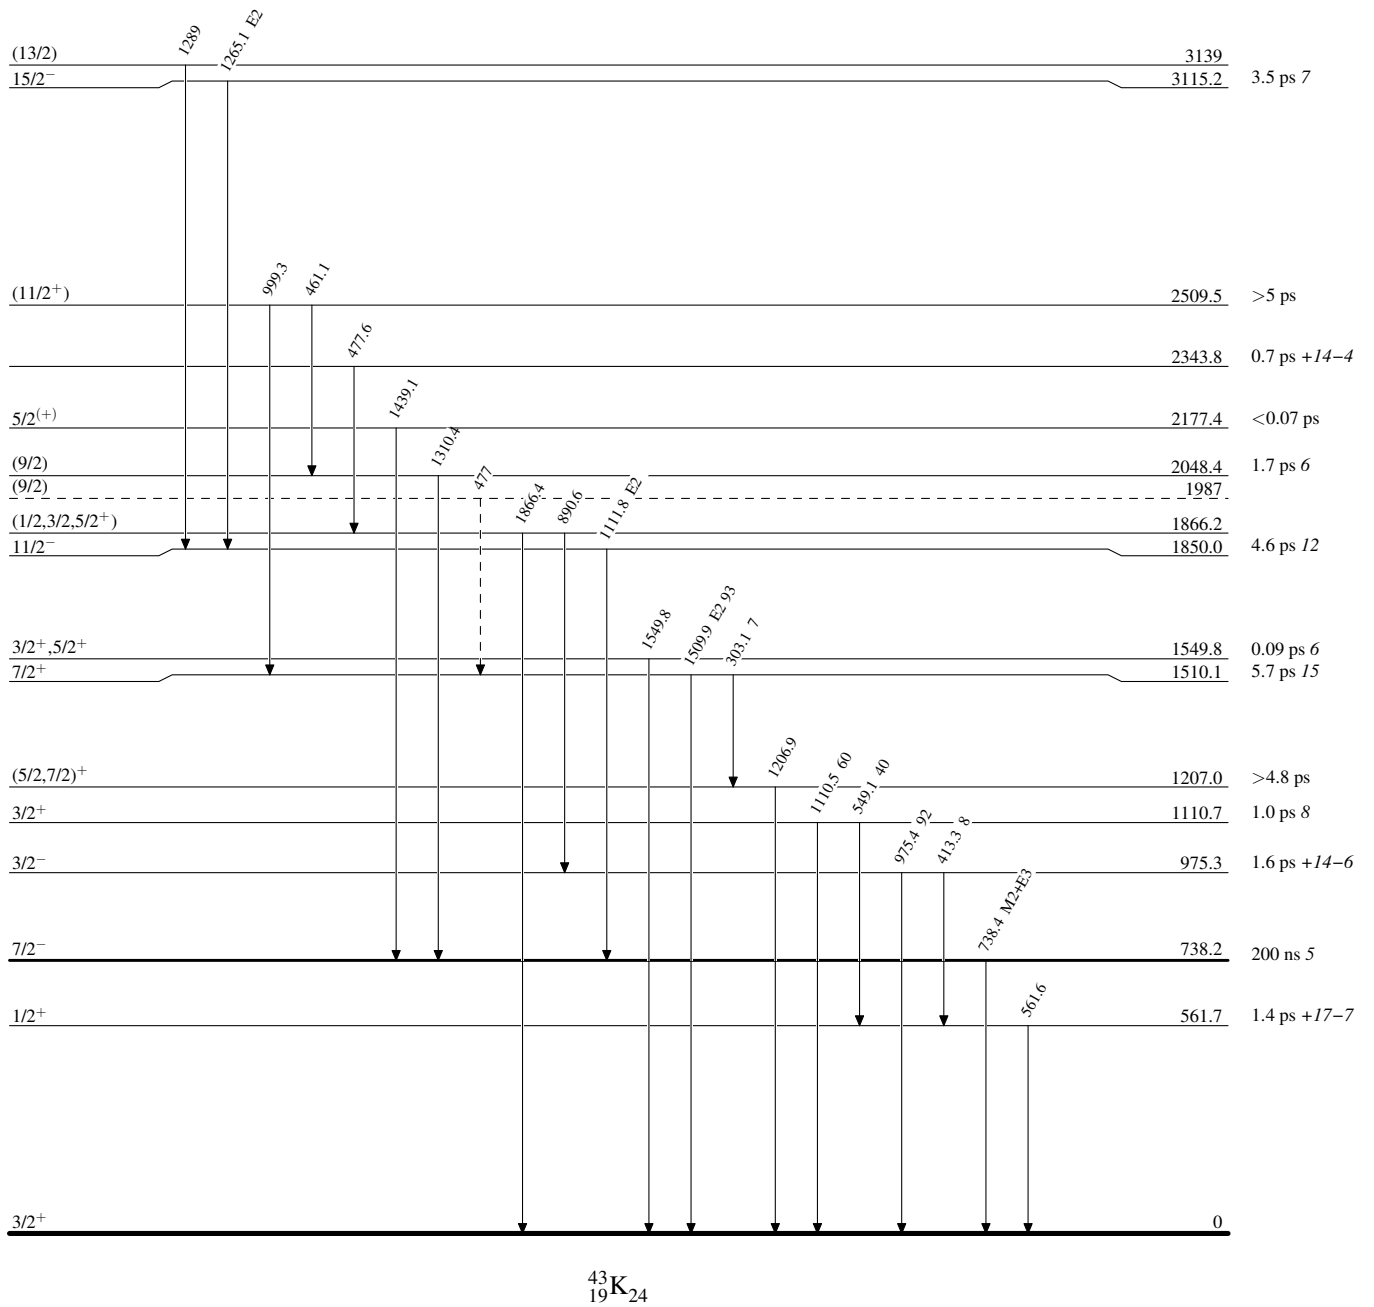 1289
1265.1 E2
(13/2) 3139
15/2⁻ 3115.2 3.5 ps 7
999.3
461.1
(11/2⁺) 2509.5 >5 ps
477.6
2343.8 0.7 ps +14−4
1439.1
5/2⁽⁺⁾ 2177.4 <0.07 ps
1310.4
(9/2) 2048.4 1.7 ps 6
477
(9/2) 1987
1866.4
890.6
1111.8 E2
(1/2,3/2,5/2⁺) 1866.2
11/2⁻ 1850.0 4.6 ps 12
1549.8
1509.9 E2 93
303.1 7
3/2⁺,5/2⁺ 1549.8 0.09 ps 6
7/2⁺ 1510.1 5.7 ps 15
1206.9
(5/2,7/2)⁺ 1207.0 >4.8 ps
1110.5 60
549.1 40
3/2⁺ 1110.7 1.0 ps 8
975.4 92
413.3 8
3/2⁻ 975.3 1.6 ps +14−6
738.4 M2+E3
7/2⁻ 738.2 200 ns 5
561.6
1/2⁺ 561.7 1.4 ps +17−7
3/2⁺ 0
⁴³₁₉K₂₄